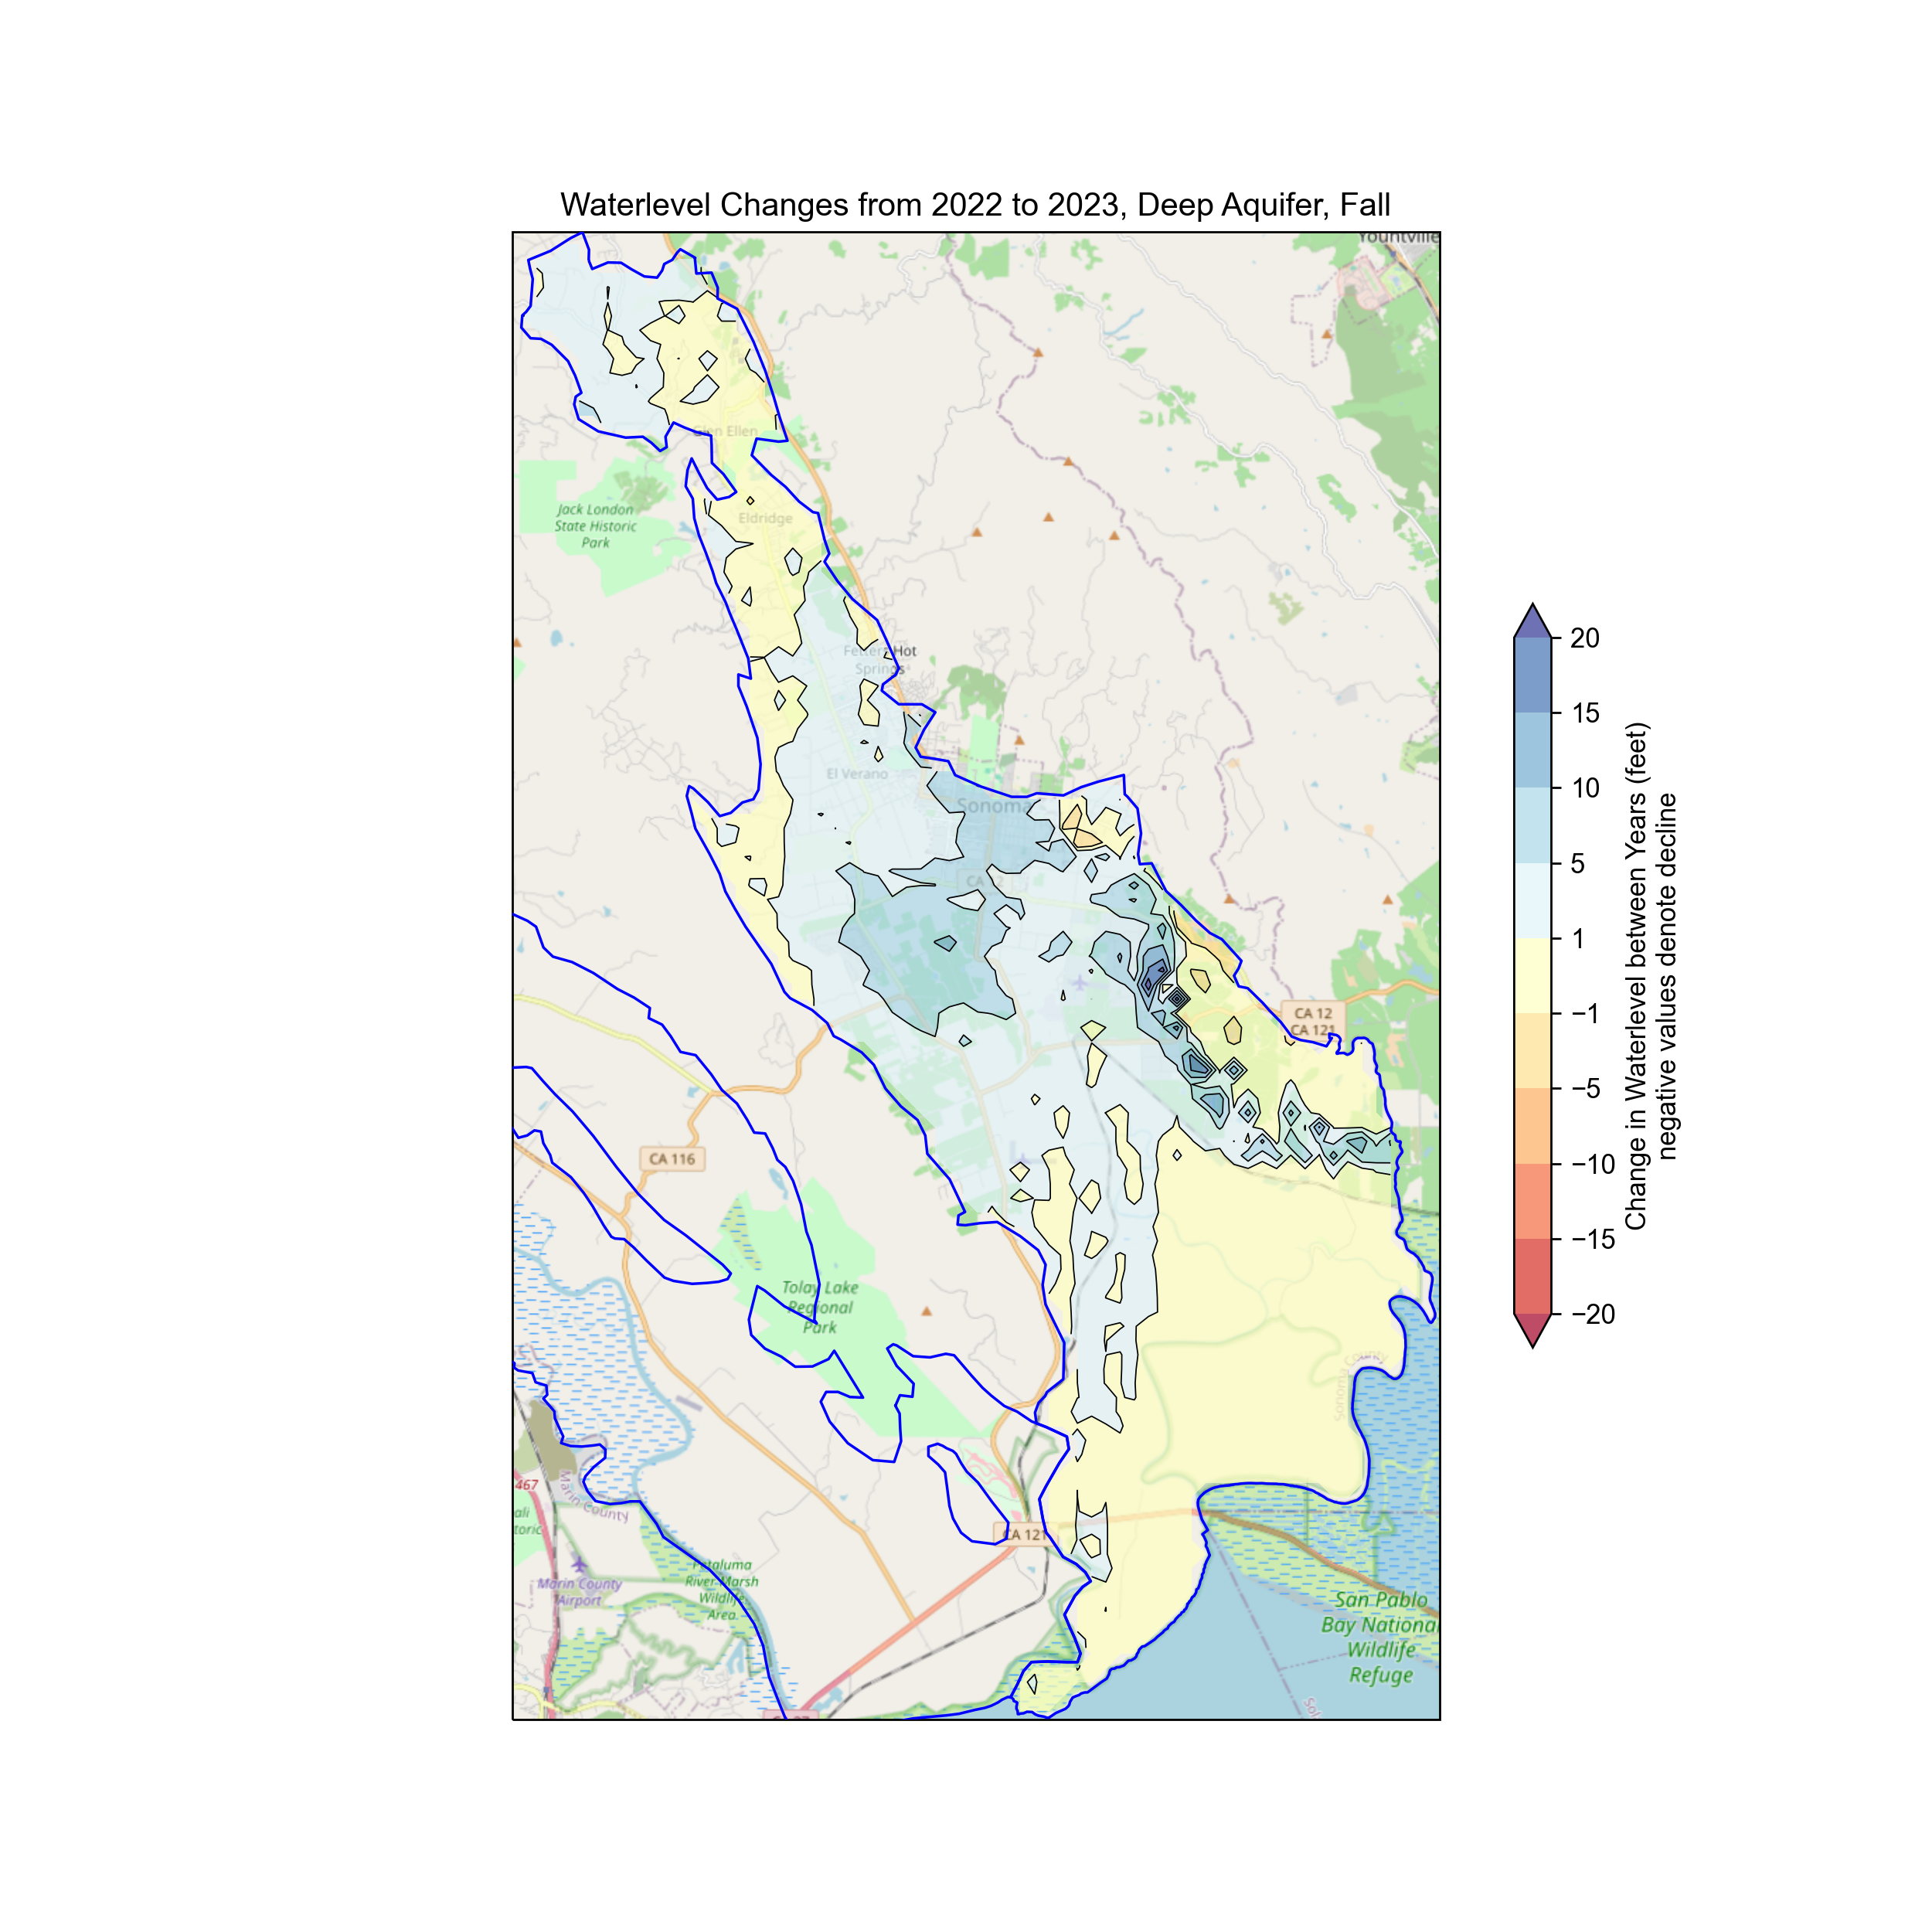 Waterlevel Changes from 2022 to 2023, Deep Aquifer, Fall
Yountville
Glen Ellen
Jack London
State Historic
Park
Eldridge
Fetters Hot
Springs
El Verano
Sonoma
CA 12
CA 12
CA 121
CA 116
Tolay Lake
Regional
Park
Sonoma County
467
Marin County
CA 121
Petaluma
River Marsh
Wildlife
Area
Marin County
Airport
San Pablo
Bay National
Wildlife
Refuge
20
15
10
5
1
−1
−5
−10
−15
−20
Change in Waterlevel between Years (feet)
negative values denote decline